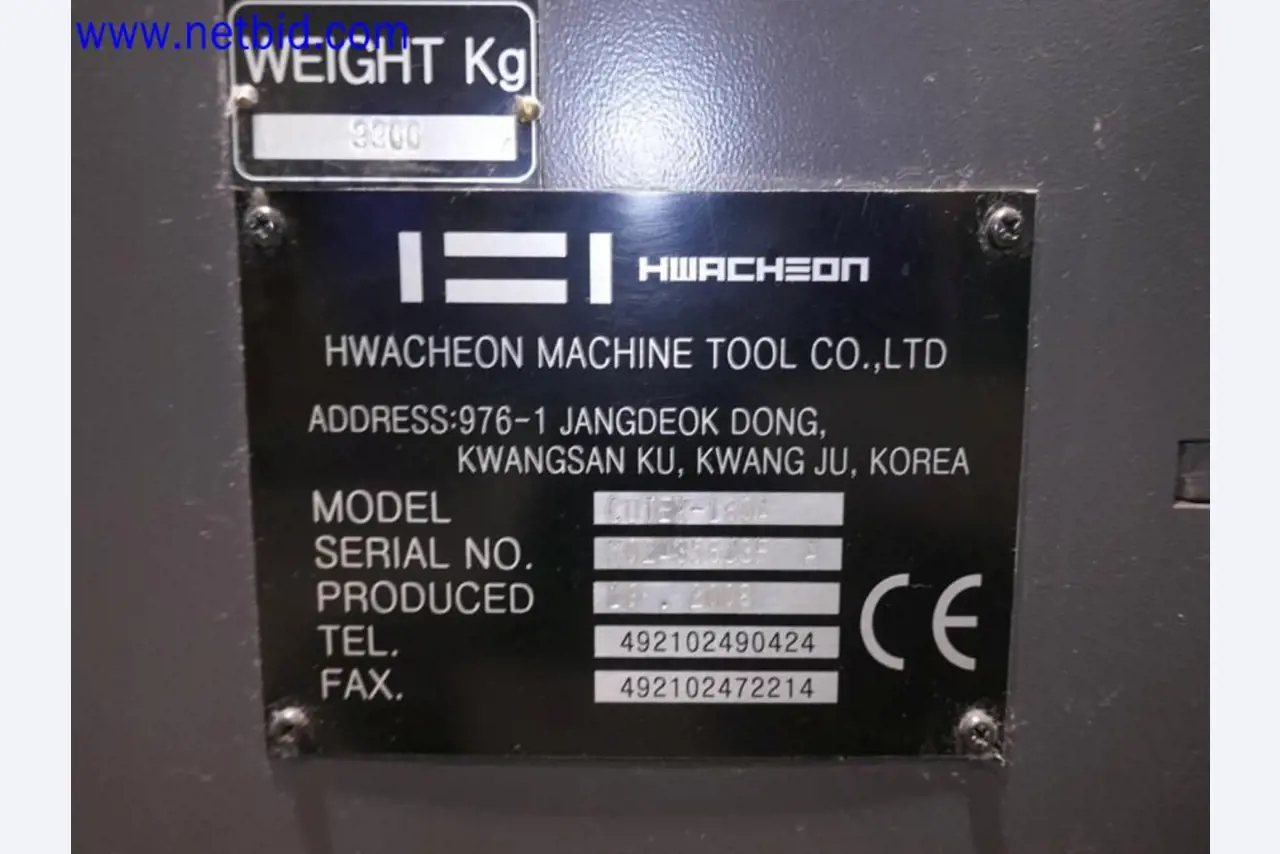 www.netbid.com
WEIGHT Kg
3300
HWACHEON
HWACHEON MACHINE TOOL CO.,LTD
ADDRESS:976-1 JANGDEOK DONG,
KWANGSAN KU, KWANG JU, KOREA
MODEL
SERIAL NO.
PRODUCED
TEL. 492102490424
FAX. 492102472214
CE